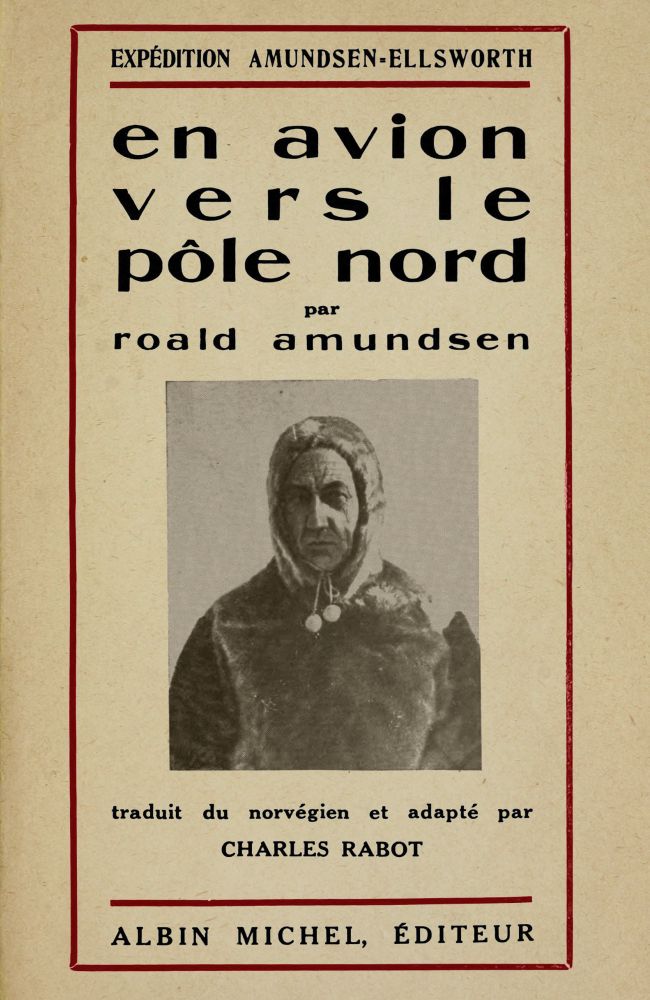 EXPÉDITION AMUNDSEN-ELLSWORTH
en avion
vers le
pôle nord
par
roald amundsen
traduit du norvégien et adapté par
CHARLES RABOT
ALBIN MICHEL, ÉDITEUR